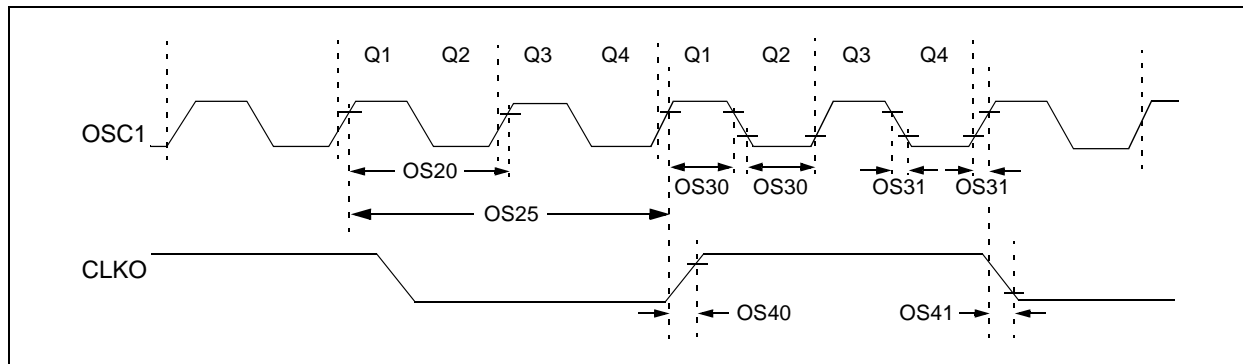 Q1 Q2 Q3 Q4 Q1 Q2 Q3 Q4
OSC1
OS20 OS30 OS30 OS31 OS31
OS25
CLKO
OS40 OS41